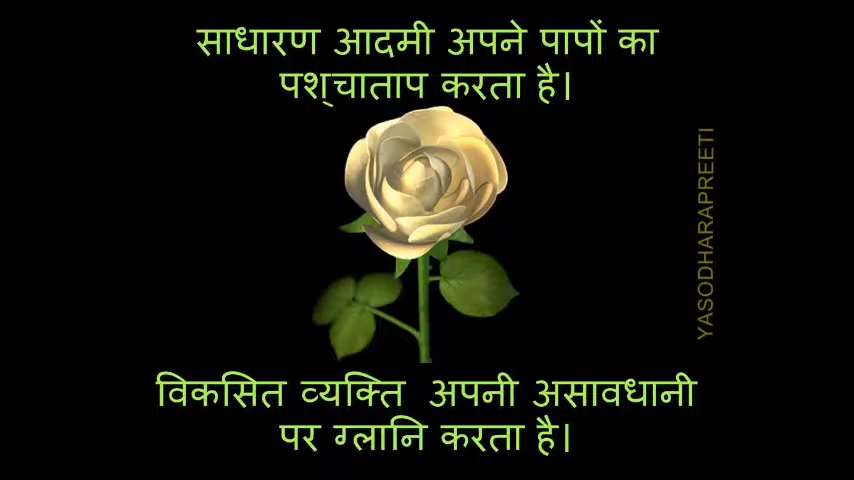 साधारण आदमी अपने पापों का
पश्चाताप करता है।
YASODHARAPREETI
विकसित व्यक्ति अपनी असावधानी
पर ग्लानि करता है।